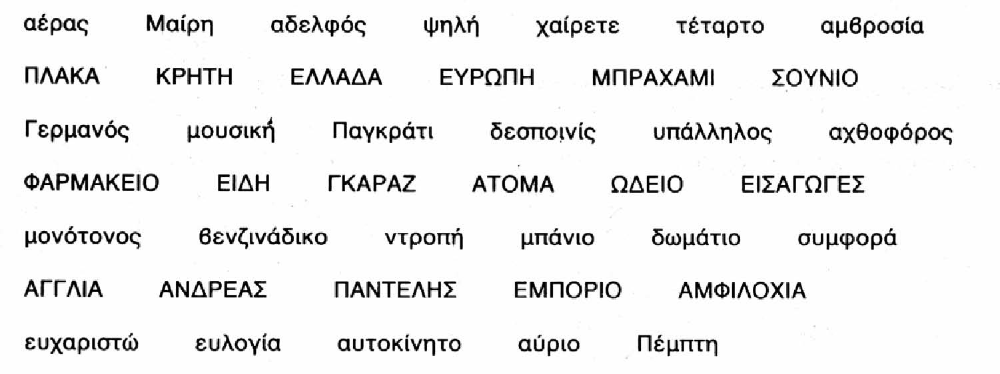 αέρας Μαίρη αδελφός ψηλή χαίρετε τέταρτο αμβροσία
ΠΛΑΚΑ ΚΡΗΤΗ ΕΛΛΑΔΑ ΕΥΡΩΠΗ ΜΠΡΑΧΑΜΙ ΣΟΥΝΙΟ
Γερμανός μουσική Παγκράτι δεσποινίς υπάλληλος αχθοφόρος
ΦΑΡΜΑΚΕΙΟ ΕΙΔΗ ΓΚΑΡΑΖ ΑΤΟΜΑ ΩΔΕΙΟ ΕΙΣΑΓΩΓΕΣ
μονότονος βενζινάδικο ντροπή μπάνιο δωμάτιο συμφορά
ΑΓΓΛΙΑ ΑΝΔΡΕΑΣ ΠΑΝΤΕΛΗΣ ΕΜΠΟΡΙΟ ΑΜΦΙΛΟΧΙΑ
ευχαριστώ ευλογία αυτοκίνητο αύριο Πέμπτη